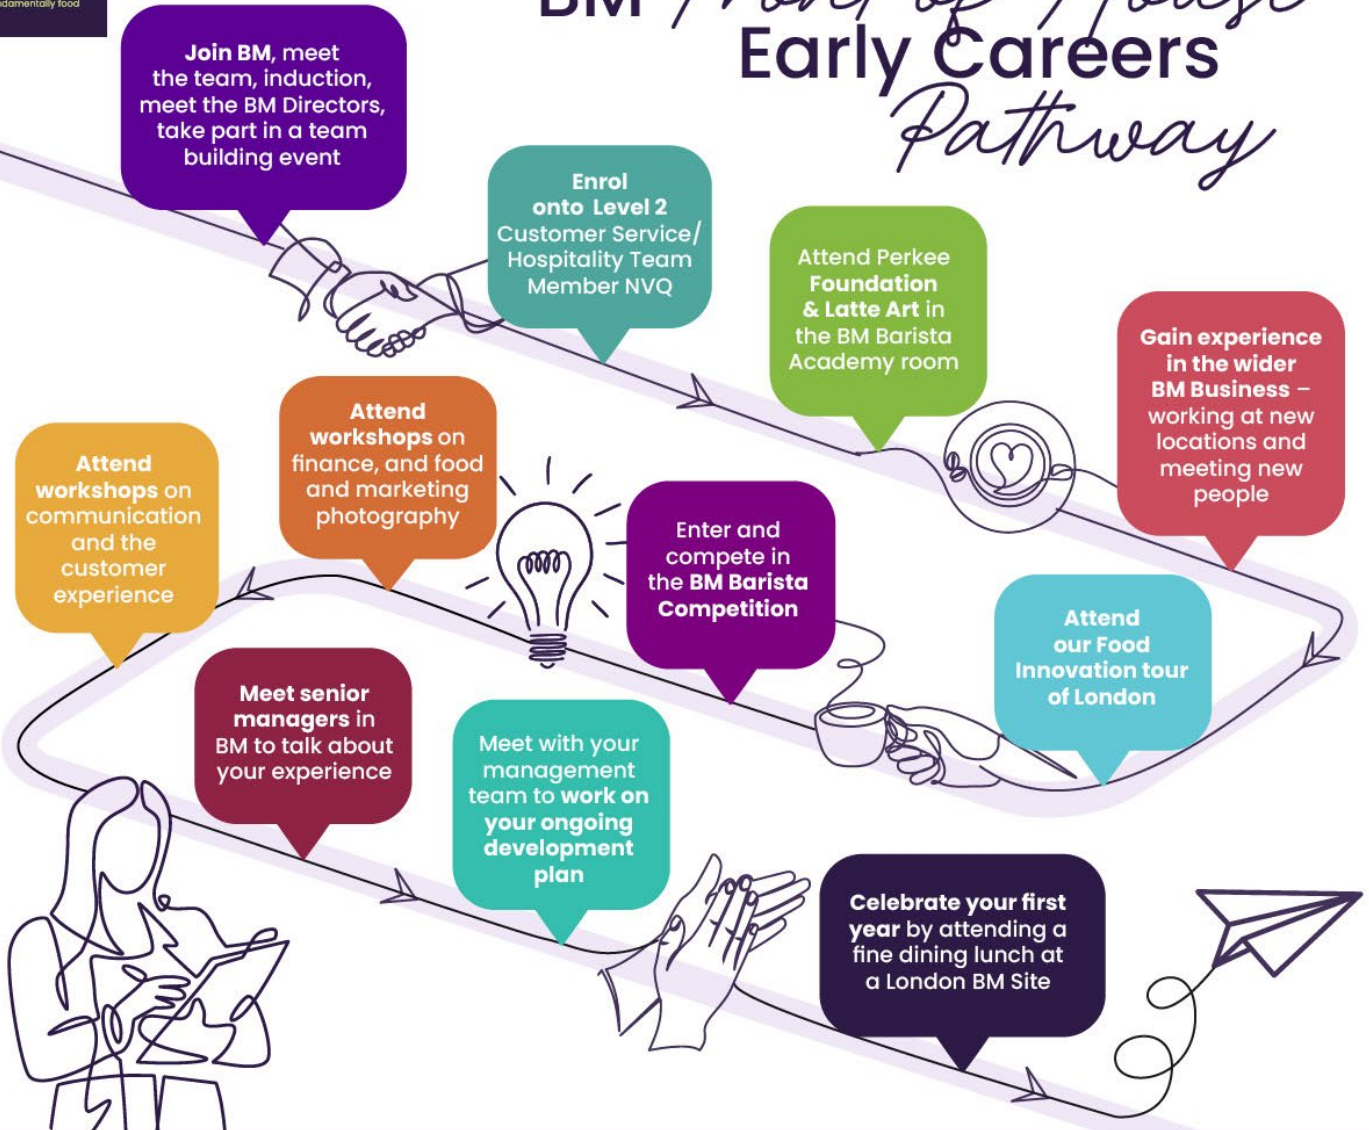 damentally food
BM Front of House
Early Careers
Pathway
Join BM, meet
the team, induction,
meet the BM Directors,
take part in a team
building event
Enrol
onto Level 2
Customer Service/
Hospitality Team
Member NVQ
Attend Perkee
Foundation
& Latte Art in
the BM Barista
Academy room
Gain experience
in the wider
BM Business –
working at new
locations and
meeting new
people
Attend
our Food
Innovation tour
of London
Enter and
compete in
the BM Barista
Competition
Attend
workshops on
finance, and food
and marketing
photography
Attend
workshops on
communication
and the
customer
experience
Meet senior
managers in
BM to talk about
your experience
Meet with your
management
team to work on
your ongoing
development
plan
Celebrate your first
year by attending a
fine dining lunch at
a London BM Site